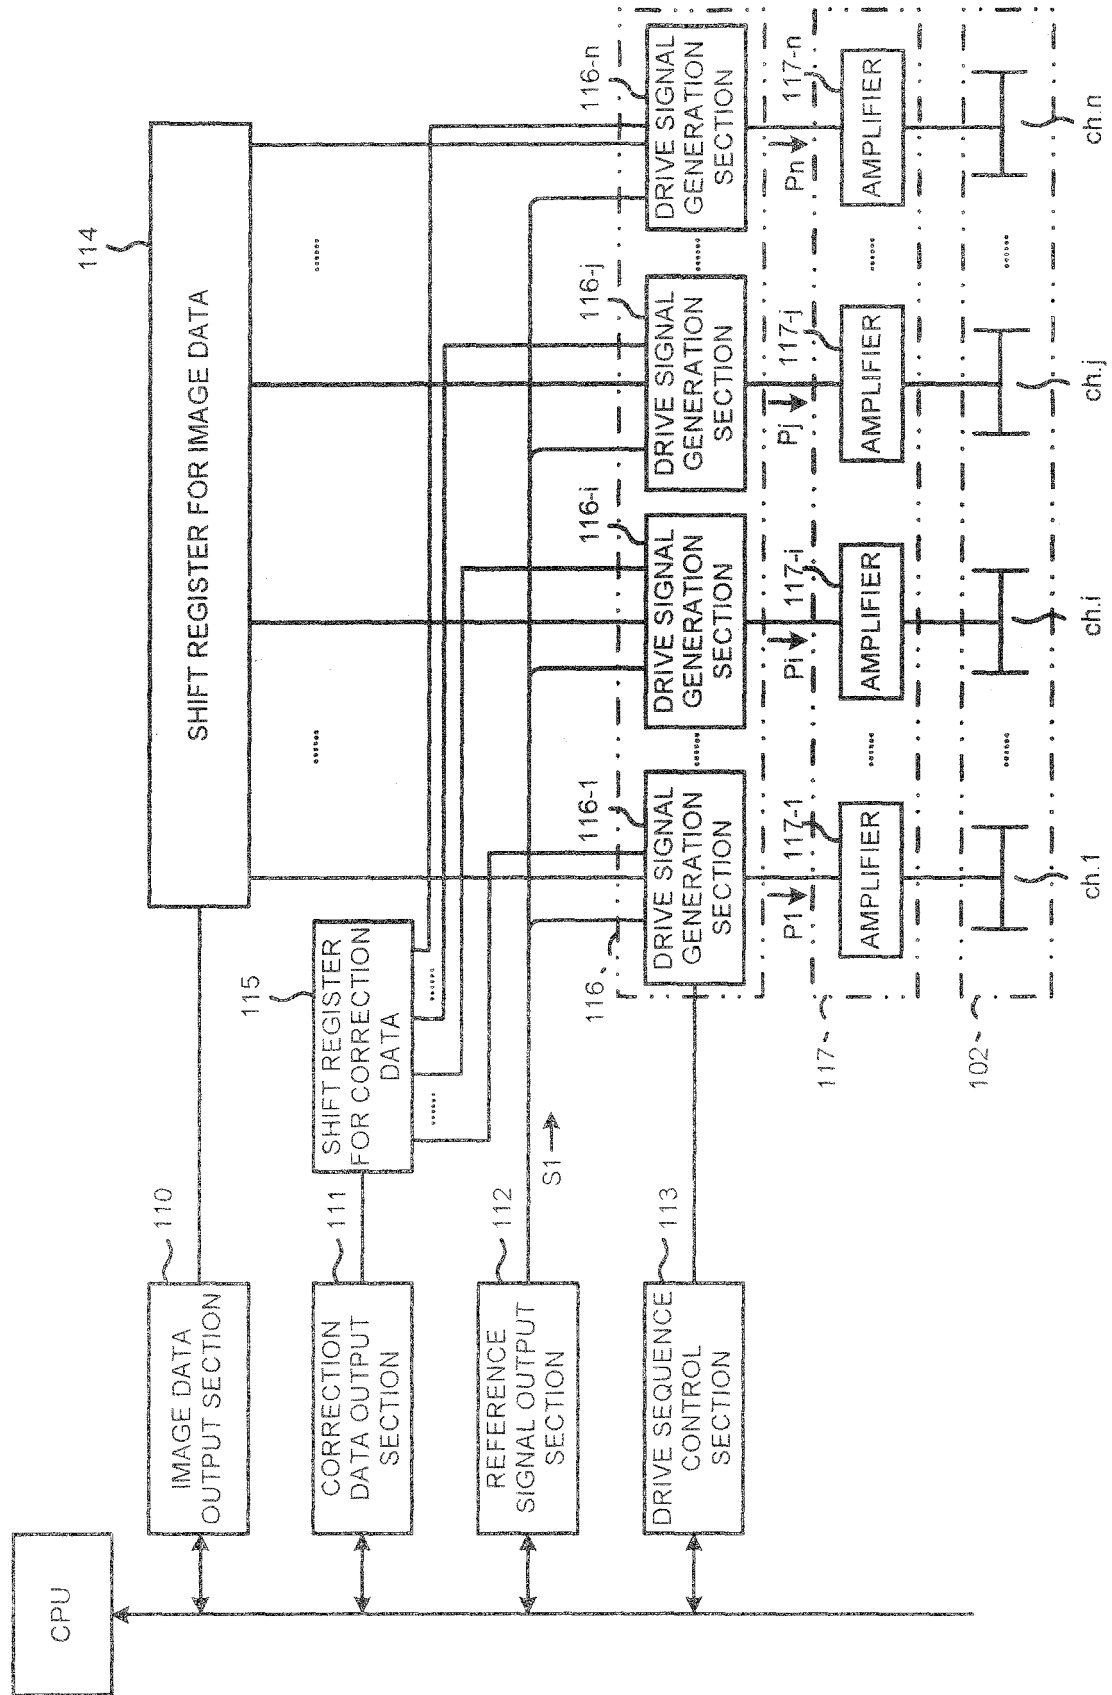 CPU
IMAGE DATA
OUTPUT SECTION
110
SHIFT REGISTER FOR IMAGE DATA
114
CORRECTION
DATA OUTPUT
SECTION
111
SHIFT REGISTER
FOR CORRECTION
DATA
115
REFERENCE
SIGNAL OUTPUT
SECTION
112
S1
DRIVE SEQUENCE
CONTROL
SECTION
113
116
DRIVE SIGNAL
GENERATION
SECTION
116-1
DRIVE SIGNAL
GENERATION
SECTION
116-i
DRIVE SIGNAL
GENERATION
SECTION
116-j
DRIVE SIGNAL
GENERATION
SECTION
116-n
P1
Pi
Pj
Pn
117
AMPLIFIER
117-1
AMPLIFIER
117-i
AMPLIFIER
117-j
AMPLIFIER
117-n
102
ch.1
ch.i
ch.j
ch.n